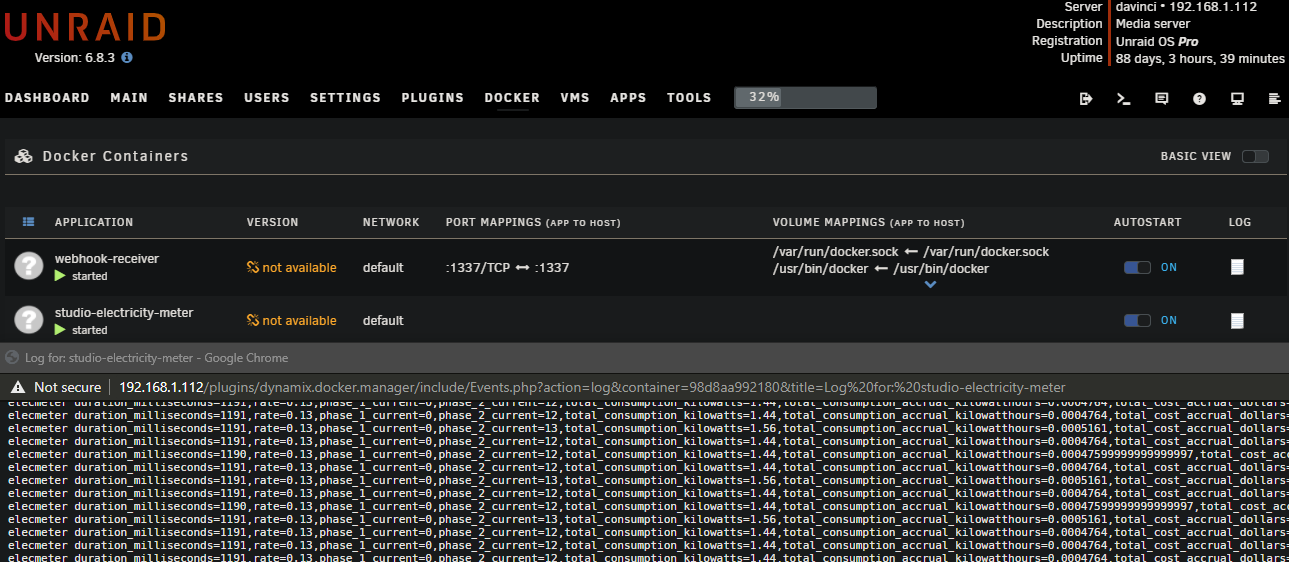 UNRAID
Version: 6.8.3
Server davinci • 192.168.1.112
Description Media server
Registration Unraid OS Pro
Uptime 88 days, 3 hours, 39 minutes
DASHBOARD MAIN SHARES USERS SETTINGS PLUGINS DOCKER VMS APPS TOOLS 32%
Docker Containers BASIC VIEW
APPLICATION VERSION NETWORK PORT MAPPINGS (APP TO HOST) VOLUME MAPPINGS (APP TO HOST) AUTOSTART LOG
webhook-receiver
started
not available default :1337/TCP ↔ :1337
/var/run/docker.sock ← /var/run/docker.sock
/usr/bin/docker ← /usr/bin/docker
ON
studio-electricity-meter
started
not available default ON
Log for: studio-electricity-meter - Google Chrome
Not secure | 192.168.1.112/plugins/dynamix.docker.manager/include/Events.php?action=log&container=98d8aa992180&title=Log%20for:%20studio-electricity-meter
elecmeter duration_milliseconds=1191,rate=0.13,phase_1_current=0,phase_2_current=12,total_consumption_kilowatts=1.44,total_consumption_accrual_kilowatthours=0.0004764,total_cost_accrual_dollars=
elecmeter duration_milliseconds=1191,rate=0.13,phase_1_current=0,phase_2_current=12,total_consumption_kilowatts=1.44,total_consumption_accrual_kilowatthours=0.0004764,total_cost_accrual_dollars=
elecmeter duration_milliseconds=1191,rate=0.13,phase_1_current=0,phase_2_current=13,total_consumption_kilowatts=1.56,total_consumption_accrual_kilowatthours=0.0005161,total_cost_accrual_dollars=
elecmeter duration_milliseconds=1191,rate=0.13,phase_1_current=0,phase_2_current=12,total_consumption_kilowatts=1.44,total_consumption_accrual_kilowatthours=0.0004764,total_cost_accrual_dollars=
elecmeter duration_milliseconds=1190,rate=0.13,phase_1_current=0,phase_2_current=12,total_consumption_kilowatts=1.44,total_consumption_accrual_kilowatthours=0.00047599999999999997,total_cost_acc
elecmeter duration_milliseconds=1191,rate=0.13,phase_1_current=0,phase_2_current=12,total_consumption_kilowatts=1.44,total_consumption_accrual_kilowatthours=0.0004764,total_cost_accrual_dollars=
elecmeter duration_milliseconds=1191,rate=0.13,phase_1_current=0,phase_2_current=13,total_consumption_kilowatts=1.56,total_consumption_accrual_kilowatthours=0.0005161,total_cost_accrual_dollars=
elecmeter duration_milliseconds=1191,rate=0.13,phase_1_current=0,phase_2_current=12,total_consumption_kilowatts=1.44,total_consumption_accrual_kilowatthours=0.0004764,total_cost_accrual_dollars=
elecmeter duration_milliseconds=1190,rate=0.13,phase_1_current=0,phase_2_current=12,total_consumption_kilowatts=1.44,total_consumption_accrual_kilowatthours=0.00047599999999999997,total_cost_acc
elecmeter duration_milliseconds=1191,rate=0.13,phase_1_current=0,phase_2_current=13,total_consumption_kilowatts=1.56,total_consumption_accrual_kilowatthours=0.0005161,total_cost_accrual_dollars=
elecmeter duration_milliseconds=1191,rate=0.13,phase_1_current=0,phase_2_current=12,total_consumption_kilowatts=1.44,total_consumption_accrual_kilowatthours=0.0004764,total_cost_accrual_dollars=
elecmeter duration_milliseconds=1191,rate=0.13,phase_1_current=0,phase_2_current=12,total_consumption_kilowatts=1.44,total_consumption_accrual_kilowatthours=0.0004764,total_cost_accrual_dollars=
elecmeter duration_milliseconds=1191,rate=0.13,phase_1_current=0,phase_2_current=12,total_consumption_kilowatts=1.44,total_consumption_accrual_kilowatthours=0.0004764,total_cost_accrual_dollars=